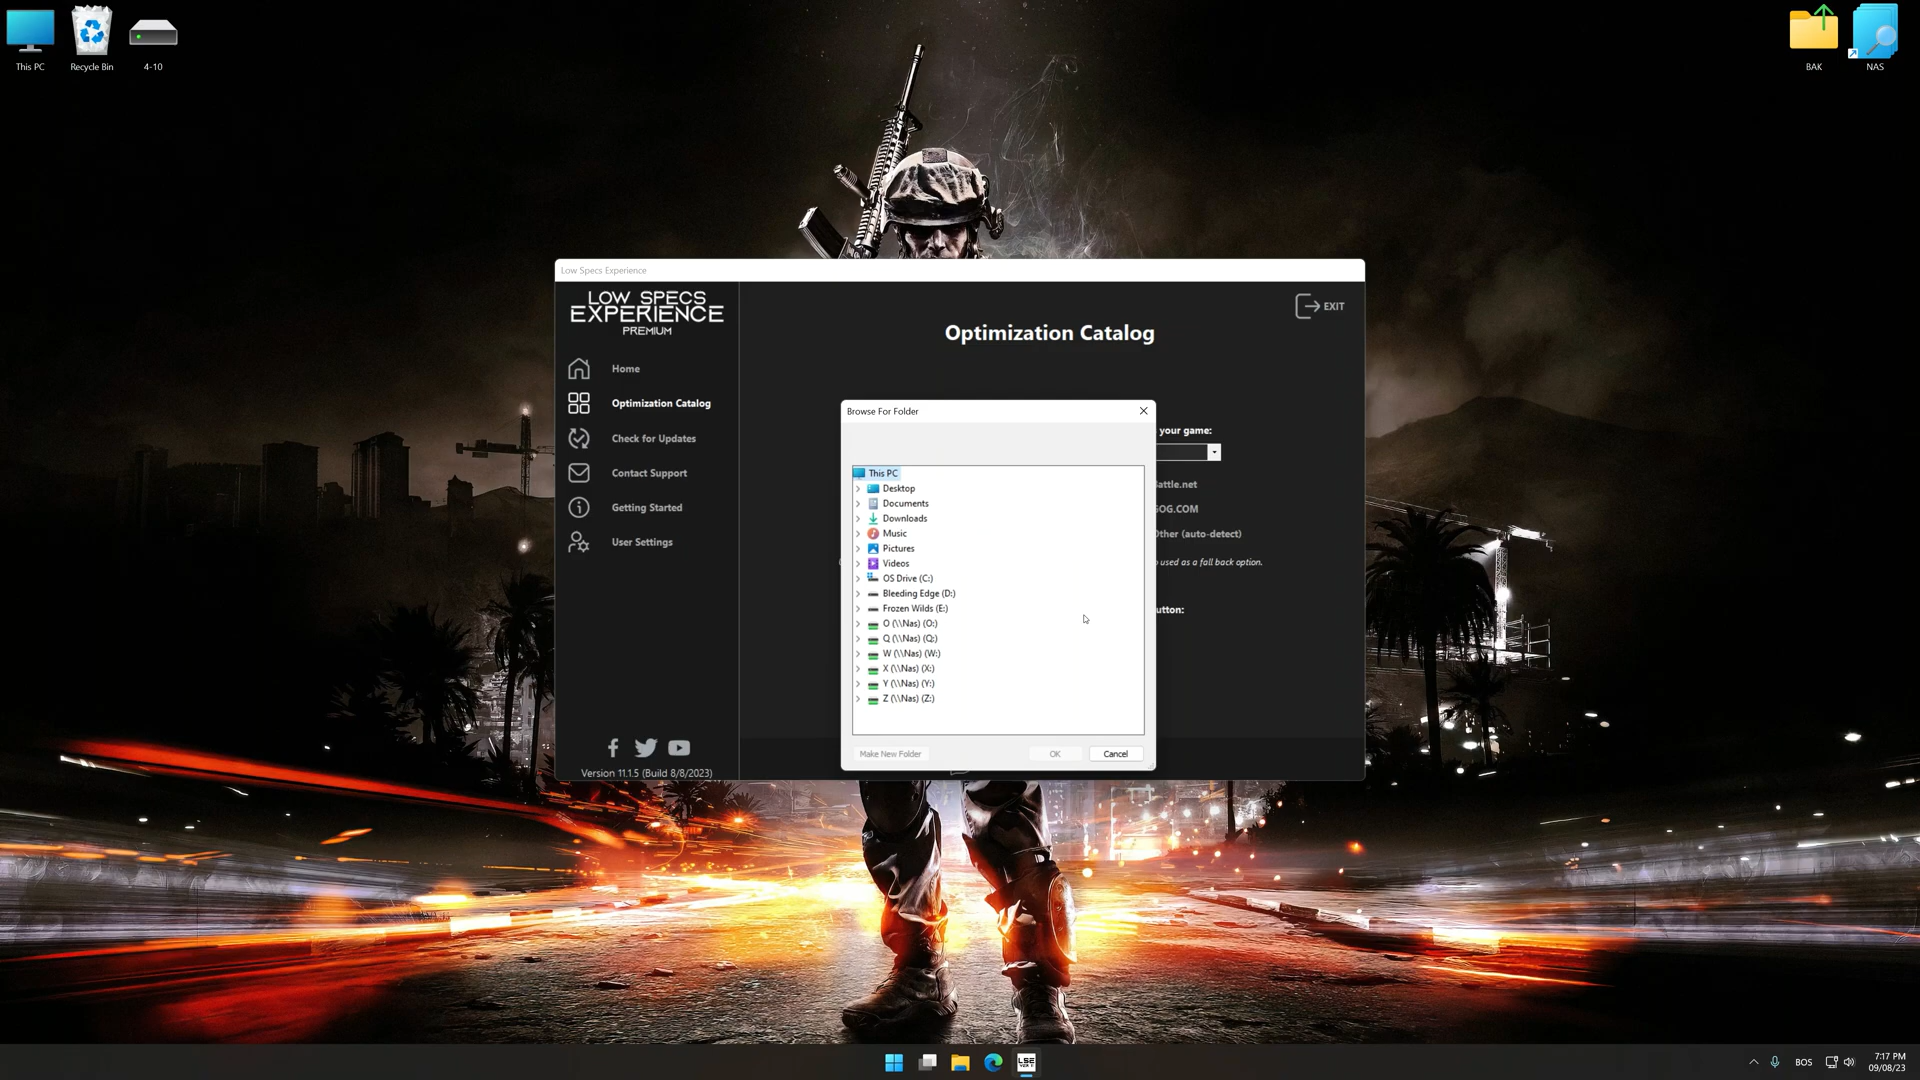 This PC
Recycle Bin
4-10
BAK
NAS
Low Specs Experience
LOW SPECS
EXPERIENCE
PREMIUM
Home
Optimization Catalog
Check for Updates
Contact Support
Getting Started
User Settings
Version 11.1.5 (Build 8/8/2023)
EXIT
Optimization Catalog
your game:
attle.net
OG.COM
ther (auto-detect)
used as a fall back option.
utton:
Browse For Folder
This PC
Desktop
Documents
Downloads
Music
Pictures
Videos
OS Drive (C:)
Bleeding Edge (D:)
Frozen Wilds (E:)
O (\\Nas) (O:)
Q (\\Nas) (Q:)
W (\\Nas) (W:)
X (\\Nas) (X:)
Y (\\Nas) (Y:)
Z (\\Nas) (Z:)
Make New Folder
OK
Cancel
LSE
BOS
7:17 PM
09/08/23